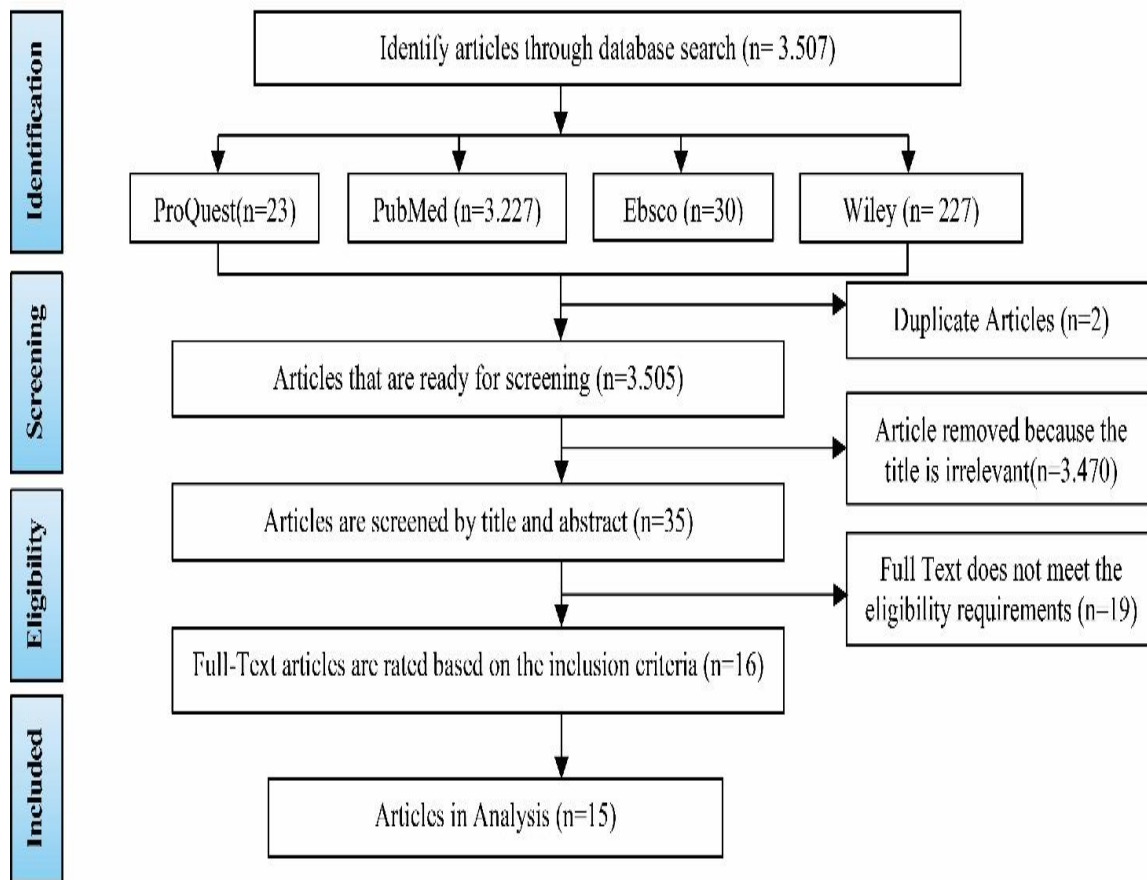 Identification
Identify articles through database search (n= 3.507)
ProQuest(n=23)
PubMed (n=3.227)
Ebsco (n=30)
Wiley (n= 227)
Screening
Duplicate Articles (n=2)
Articles that are ready for screening (n=3.505)
Article removed because the
title is irrelevant(n=3.470)
Eligibility
Articles are screened by title and abstract (n=35)
Full Text does not meet the
eligibility requirements (n=19)
Full-Text articles are rated based on the inclusion criteria (n=16)
Included
Articles in Analysis (n=15)